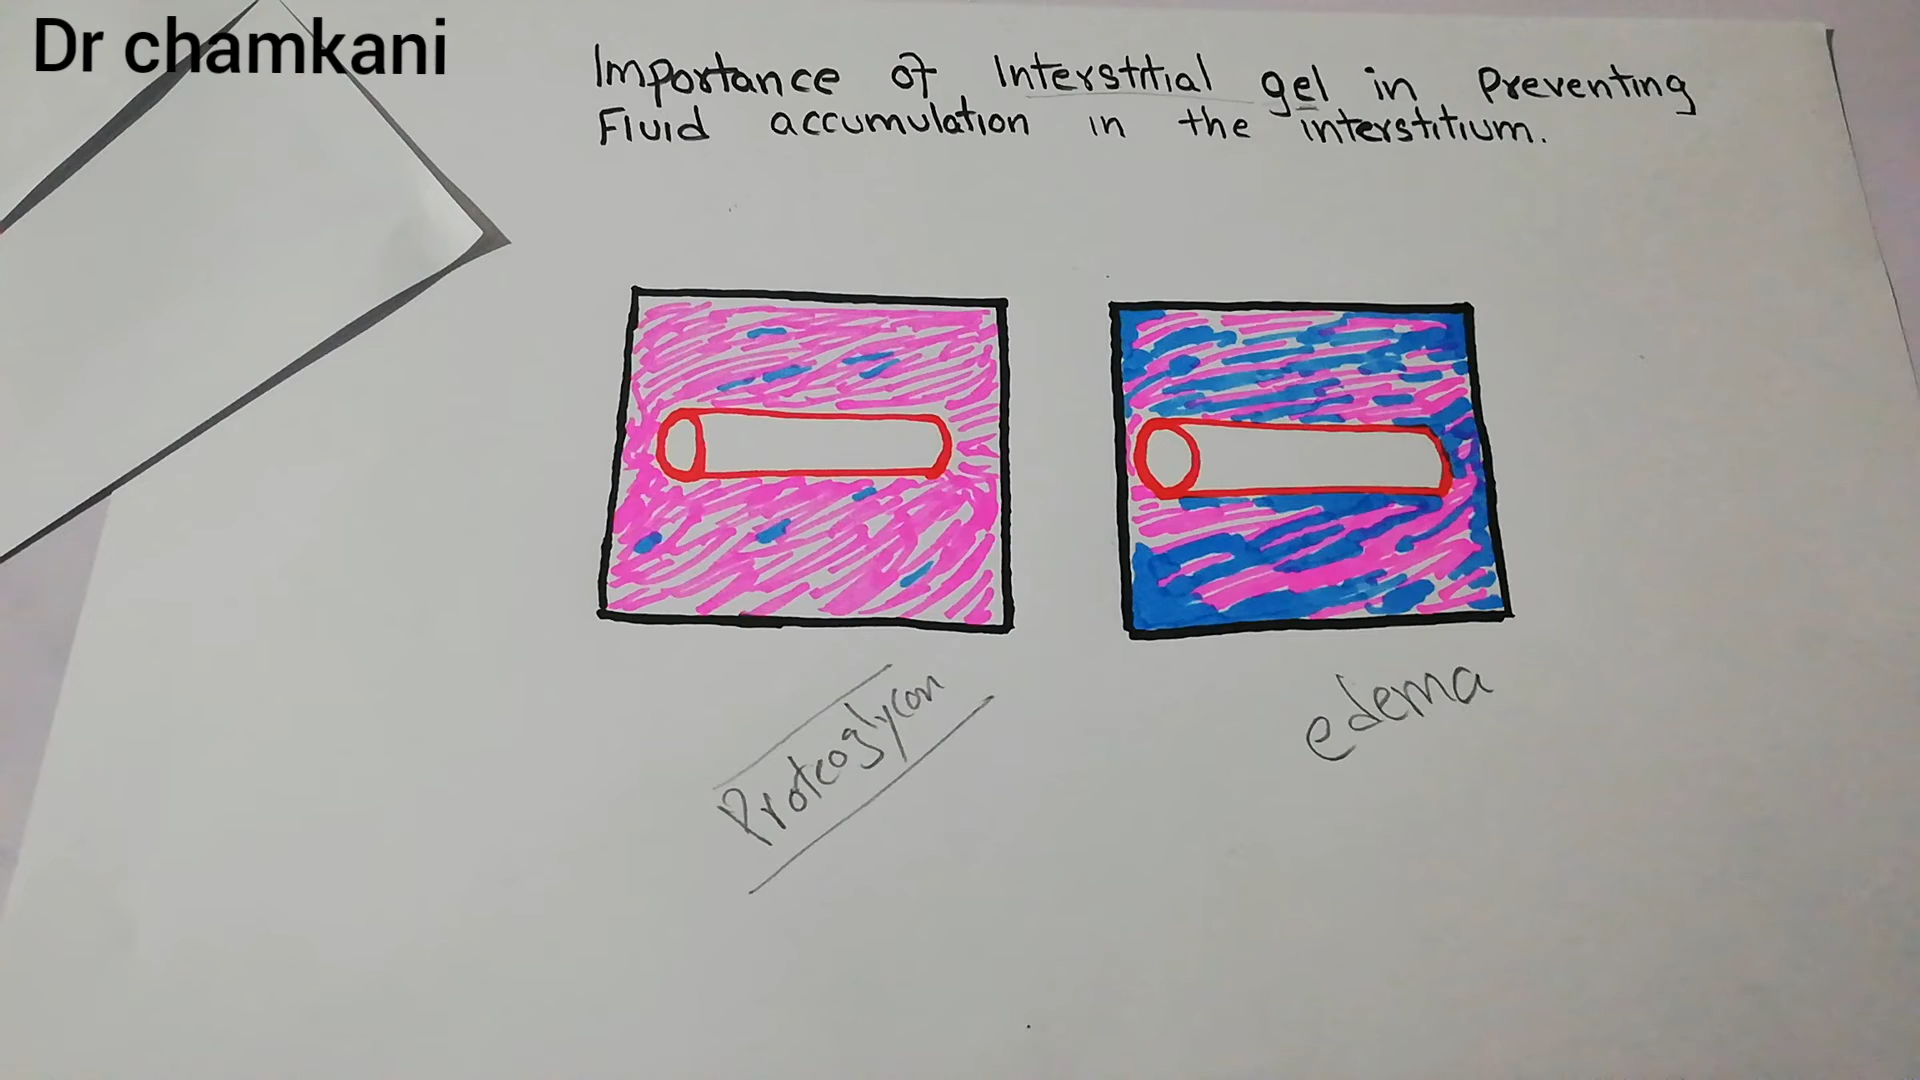 Dr chamkani
Importance of Interstitial gel in Preventing
Fluid accumulation in the interstitium.
Proteoglycan
edema